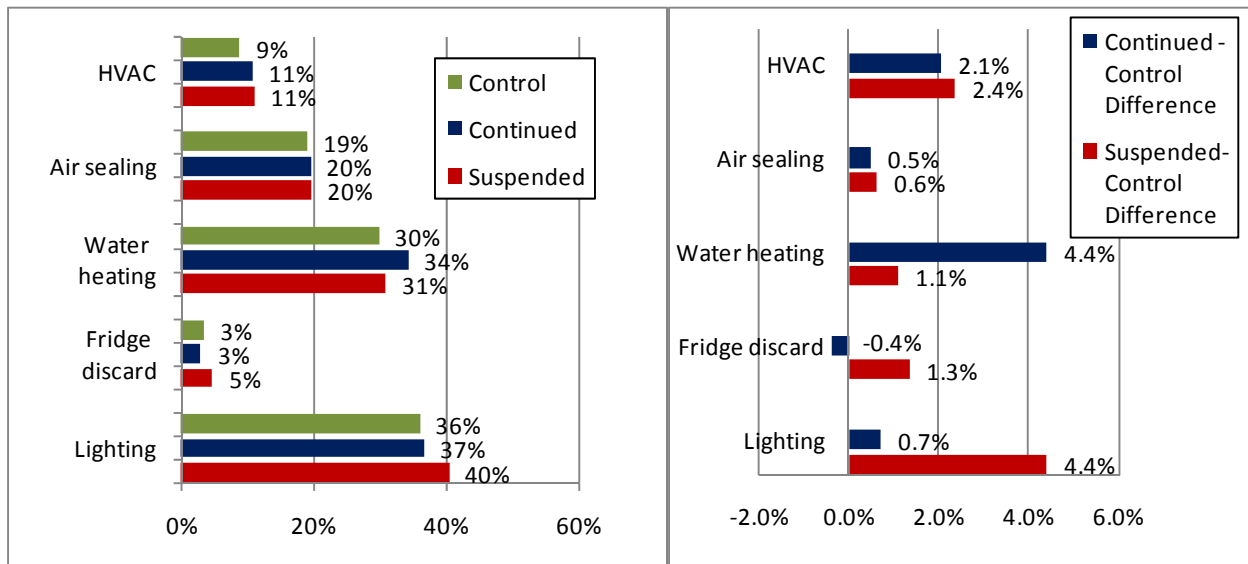 HVAC
9%
11%
11%
Air sealing
19%
20%
20%
Water
heating
30%
34%
31%
Fridge
discard
3%
3%
5%
Lighting
36%
37%
40%
0% 20% 40% 60%
Control
Continued
Suspended
HVAC
2.1%
2.4%
Air sealing
0.5%
0.6%
Water heating
4.4%
1.1%
Fridge discard
-0.4%
1.3%
Lighting
0.7%
4.4%
-2.0% 0.0% 2.0% 4.0% 6.0%
Continued -
Control
Difference
Suspended-
Control
Difference